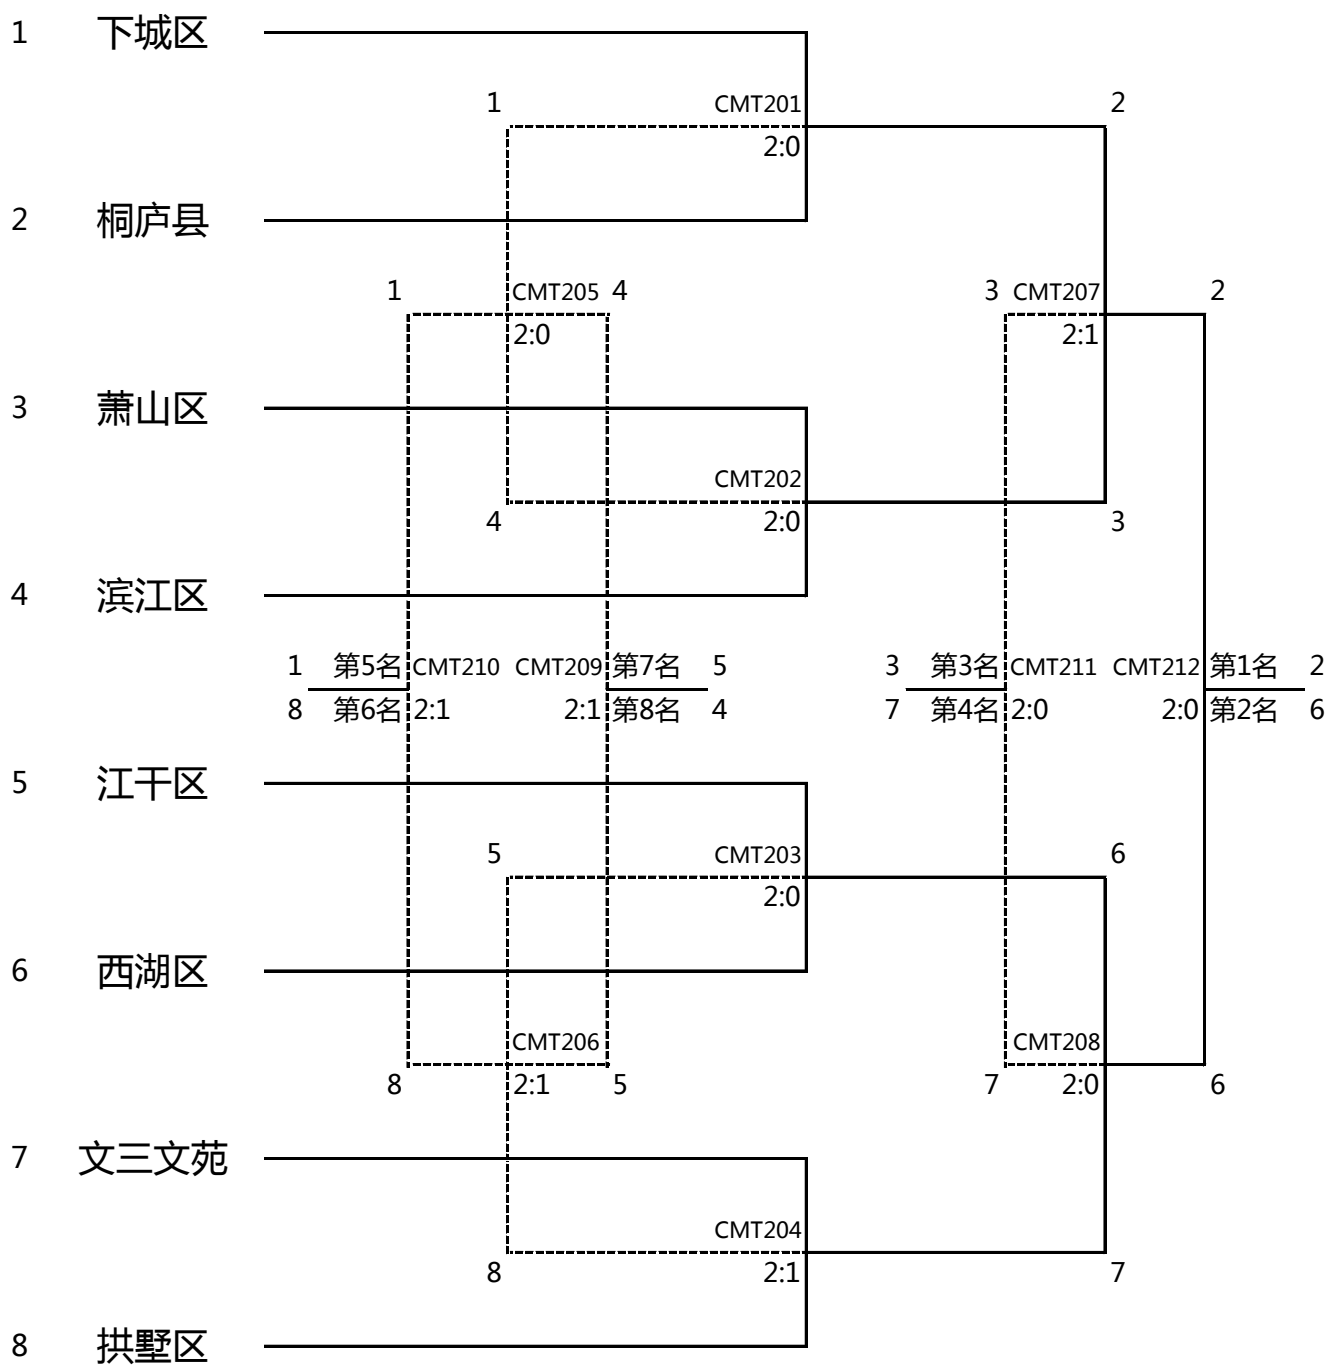 1 下城区
1 CMT201 2
2:0
2 桐庐县
1 CMT205 4 3 CMT207 2
2:0 2:1
3 萧山区
CMT202
4 2:0 3
4 滨江区
1 第5名 CMT210 CMT209 第7名 5 3 第3名 CMT211 CMT212 第1名 2
8 第6名 2:1 2:1 第8名 4 7 第4名 2:0 2:0 第2名 6
5 江干区
5 CMT203 6
2:0
6 西湖区
CMT206 CMT208
8 2:1 5 7 2:0 6
7 文三文苑
CMT204
8 2:1 7
8 拱墅区